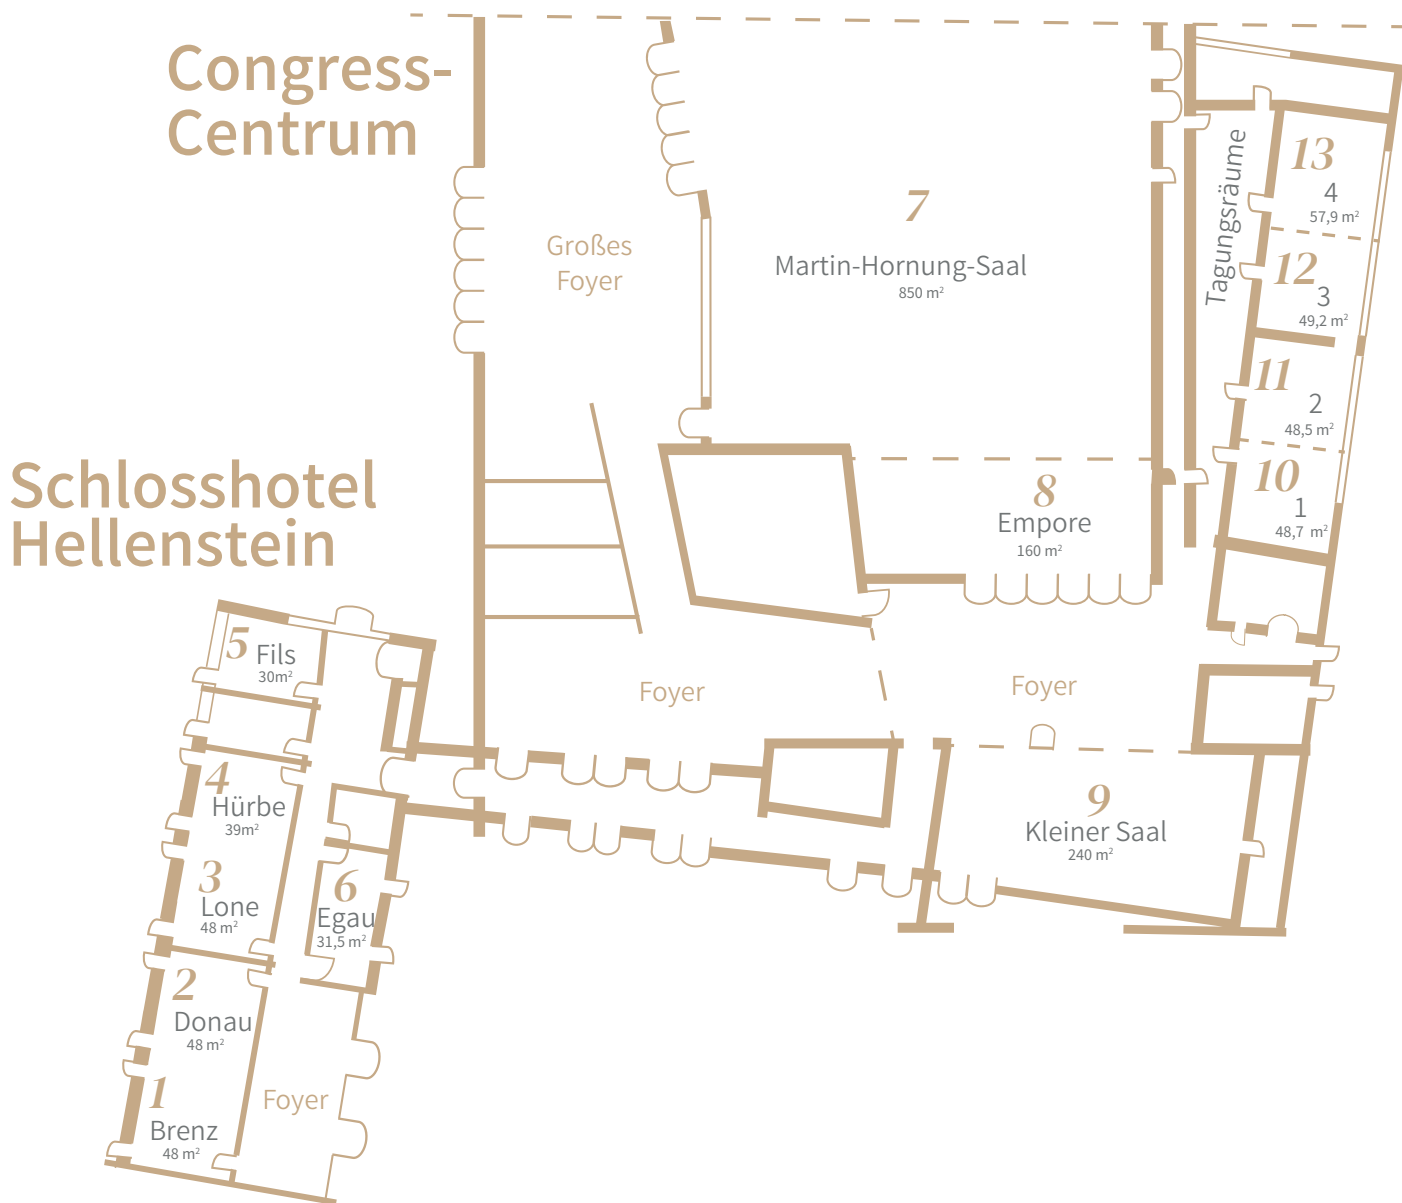 Congress-
Centrum
Großes
Foyer
7
Martin-Hornung-Saal
850 m²
Tagungsräume
13
4
57,9 m²
12
3
49,2 m²
11
2
48,5 m²
10
1
48,7 m²
8
Empore
160 m²
Schlosshotel
Hellenstein
5
Fils
30m²
Foyer
Foyer
4
Hürbe
39m²
9
Kleiner Saal
240 m²
3
Lone
48 m²
6
Egau
31,5 m²
2
Donau
48 m²
1
Brenz
48 m²
Foyer